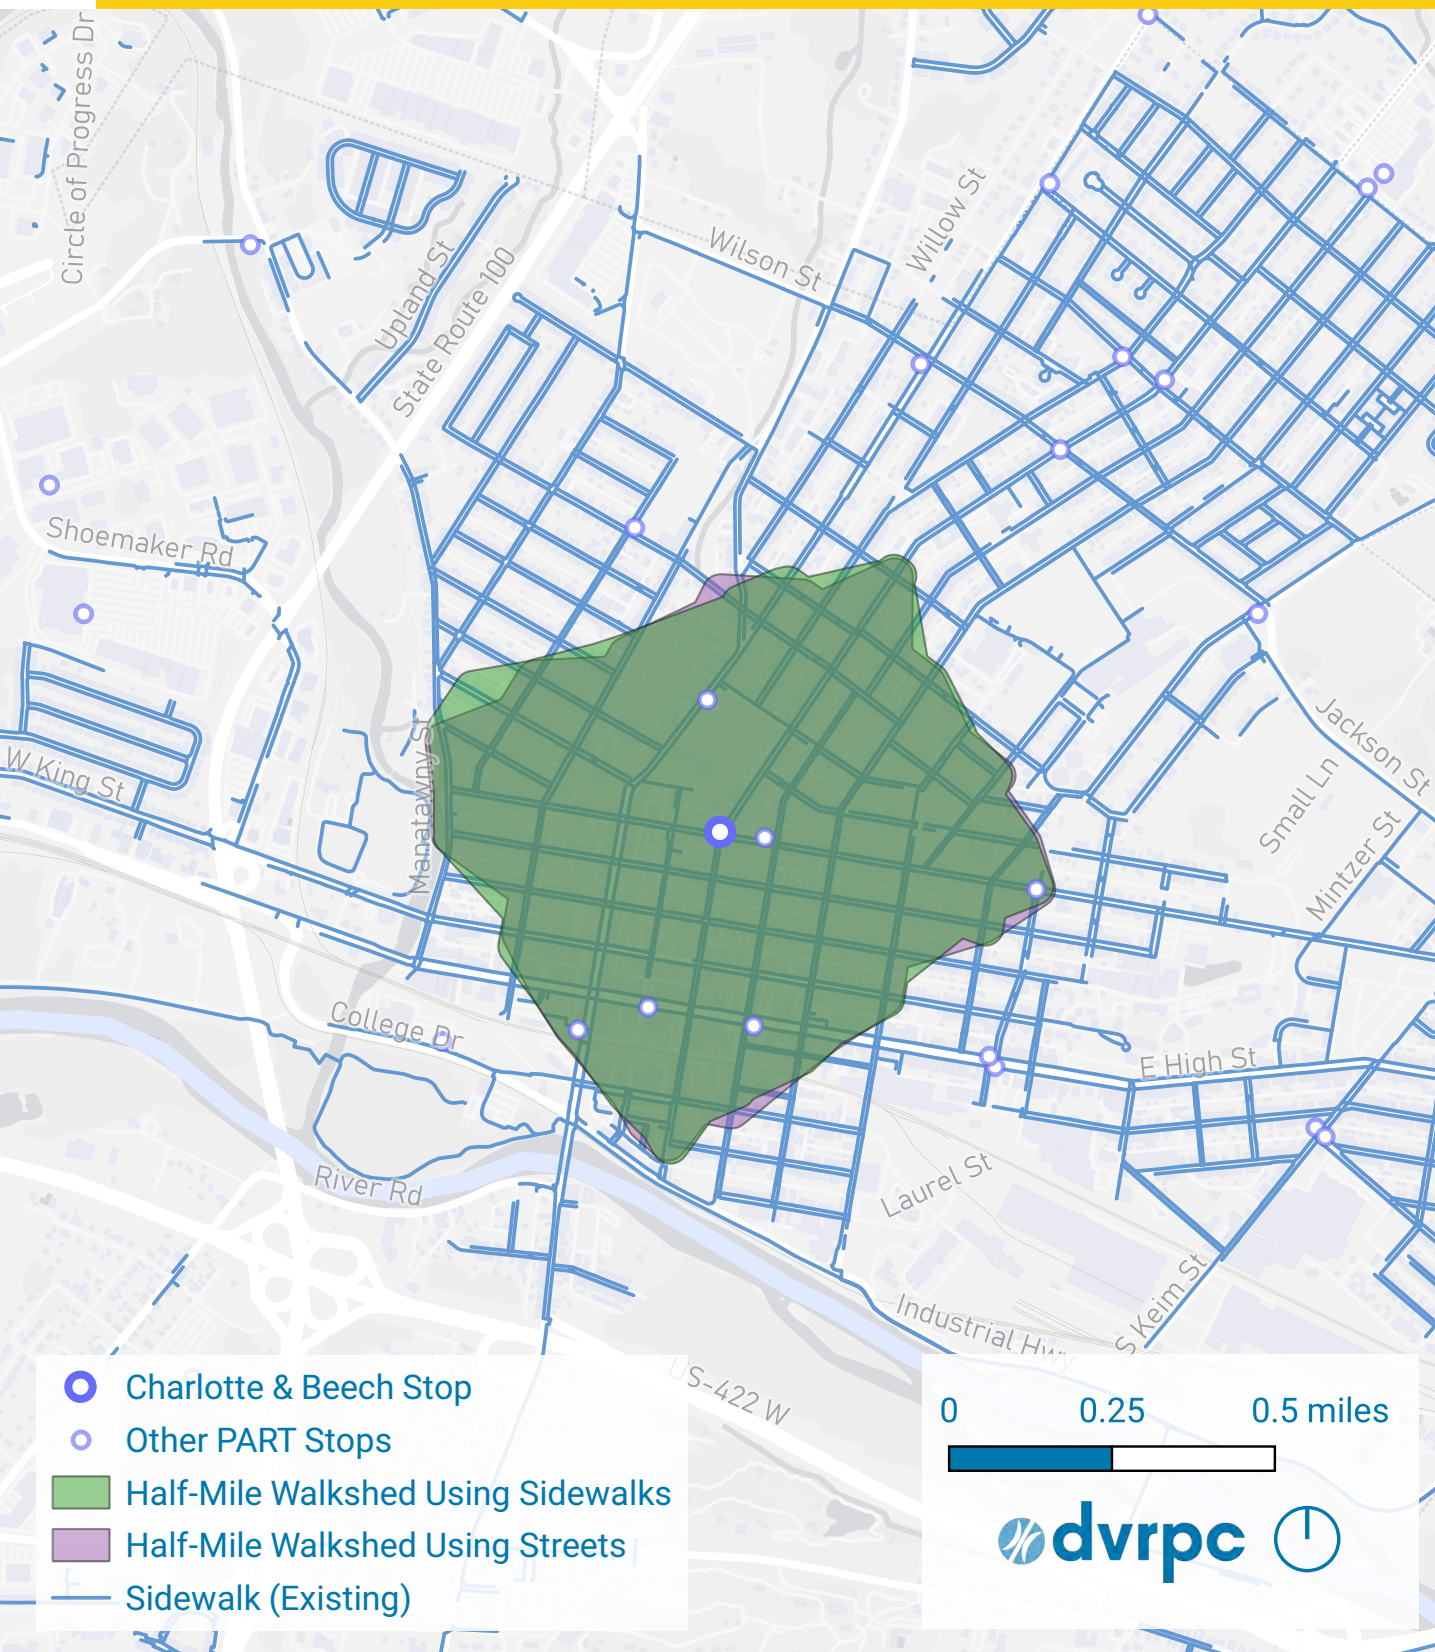 Circle of Progress Dr
Willow St
Wilson St
Upland St
State Route 100
Shoemaker Rd
W King St
Manatawny St
Jackson St
Small Ln
Mintzer St
College Dr
E High St
River Rd
Laurel St
S Keim St
Industrial Hwy
US-422 W
Charlotte & Beech Stop
Other PART Stops
Half-Mile Walkshed Using Sidewalks
Half-Mile Walkshed Using Streets
Sidewalk (Existing)
0 0.25 0.5 miles
dvrpc